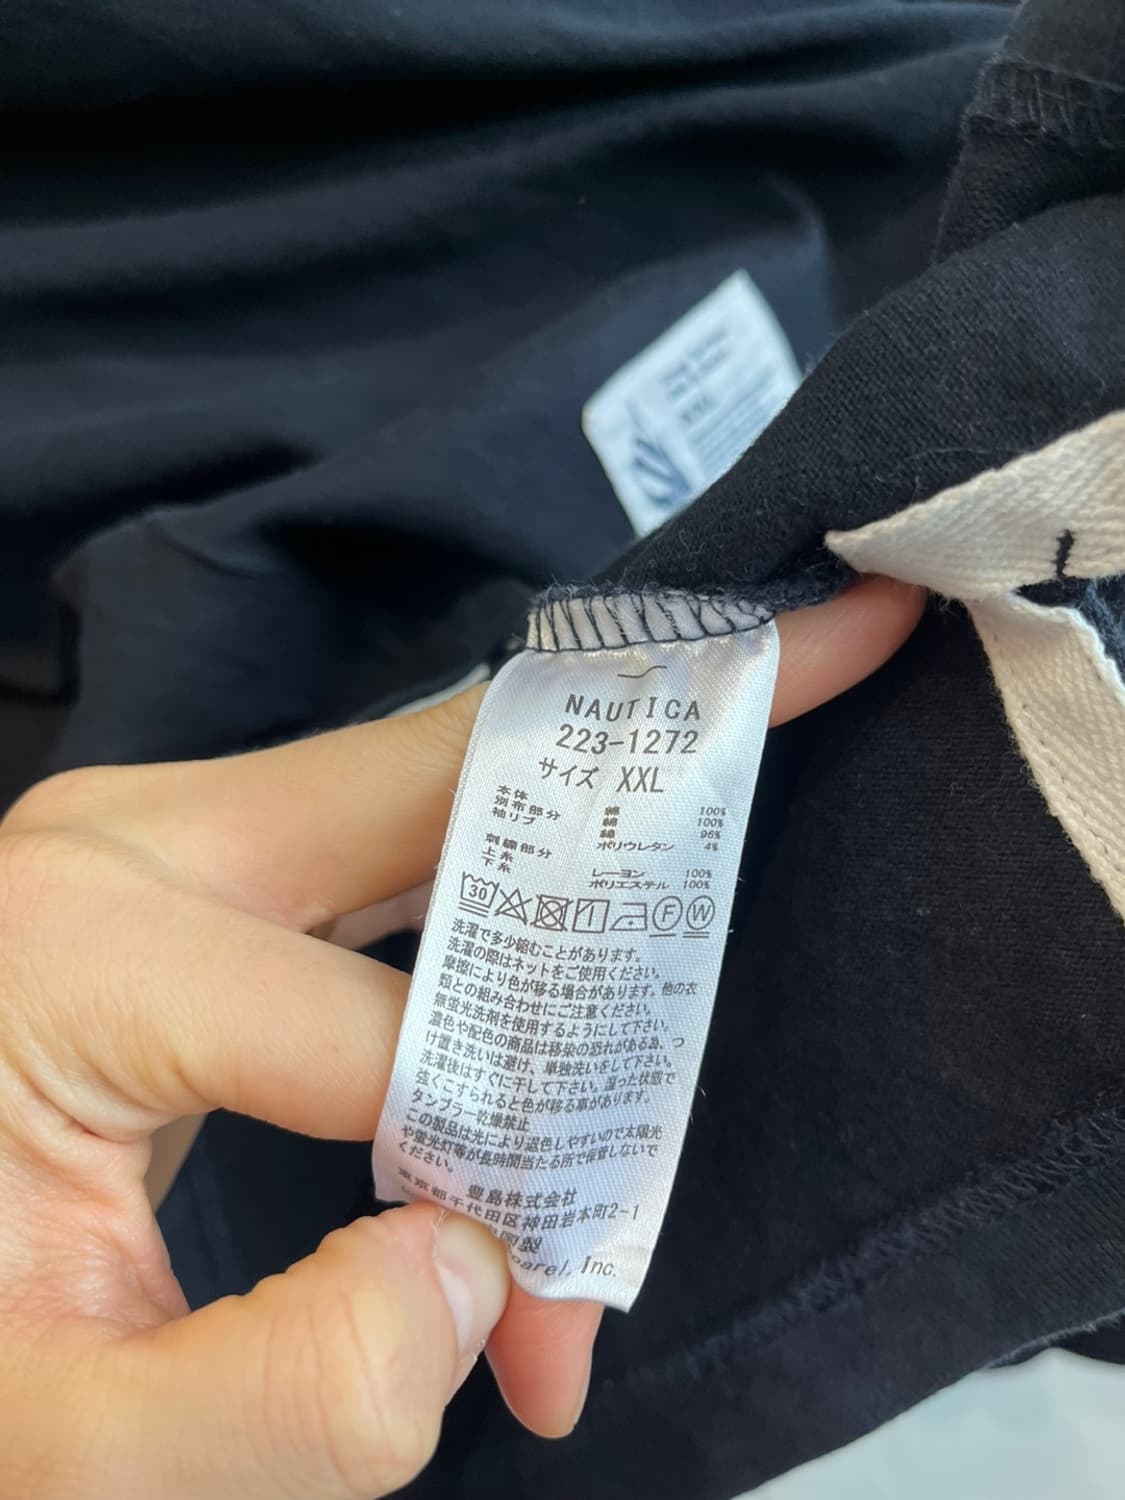 NAUTICA
223-1272
サイズ XXL
本体 綿 100%
別布部分 綿 100%
袖リブ 綿 96%
ポリウレタン 4%
刺繍部分
上糸 レーヨン 100%
下糸 ポリエステル 100%
30 F W
洗濯で多少縮むことがあります。
洗濯の際はネットをご使用ください。
摩擦により色が移る場合があります。他の衣
類との組み合わせにご注意ください。
無蛍光洗剤を使用するようにして下さい。
濃色や配色の商品は移染の恐れがある為、つ
け置き洗いは避け、単独洗いをして下さい。
洗濯後はすぐに干して下さい。湿った状態で
強くこすられると色が移る事があります。
タンブラー乾燥禁止
この製品は光により退色しやすいので太陽光
や蛍光灯等が長時間当たる所で保管しないで
ください。
豊島株式会社
東京都千代田区神田岩本町2-1
国製
parel, Inc.